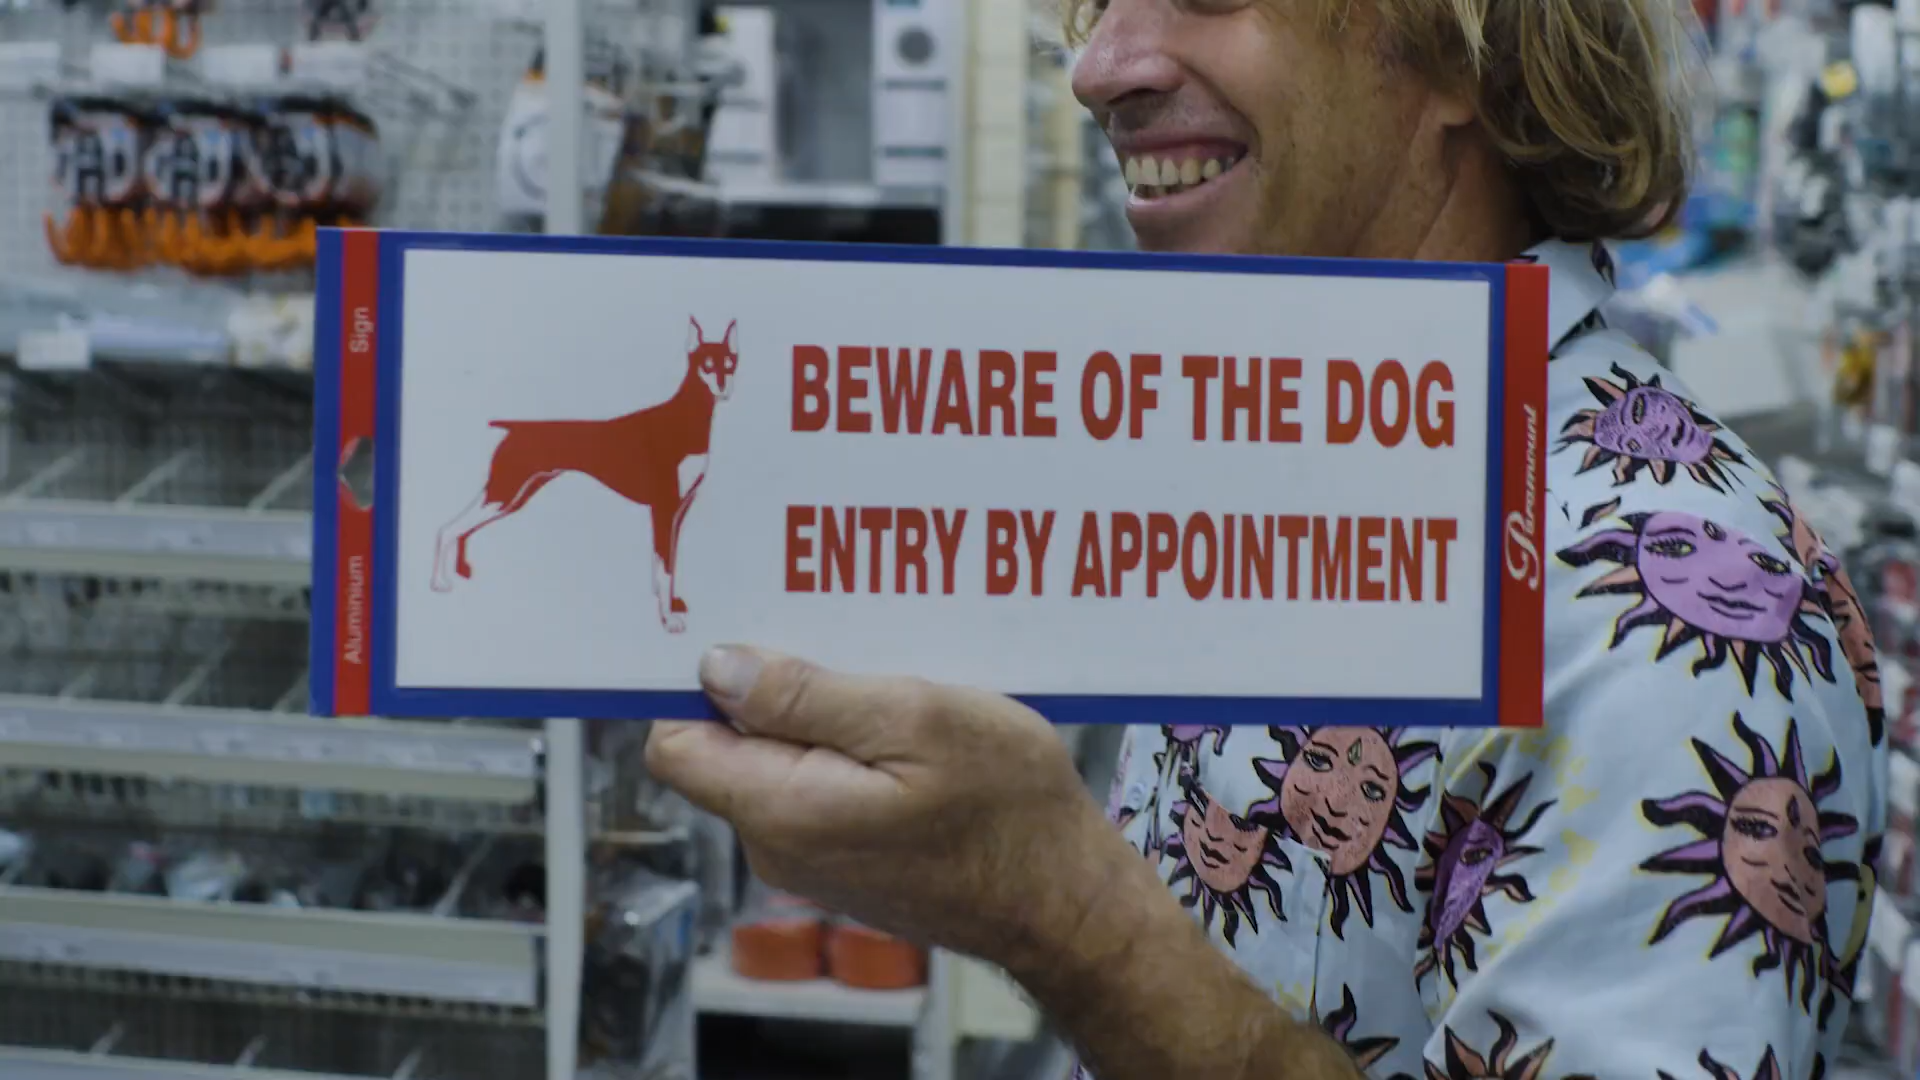 Sign
Aluminium
BEWARE OF THE DOG
ENTRY BY APPOINTMENT
Paramount